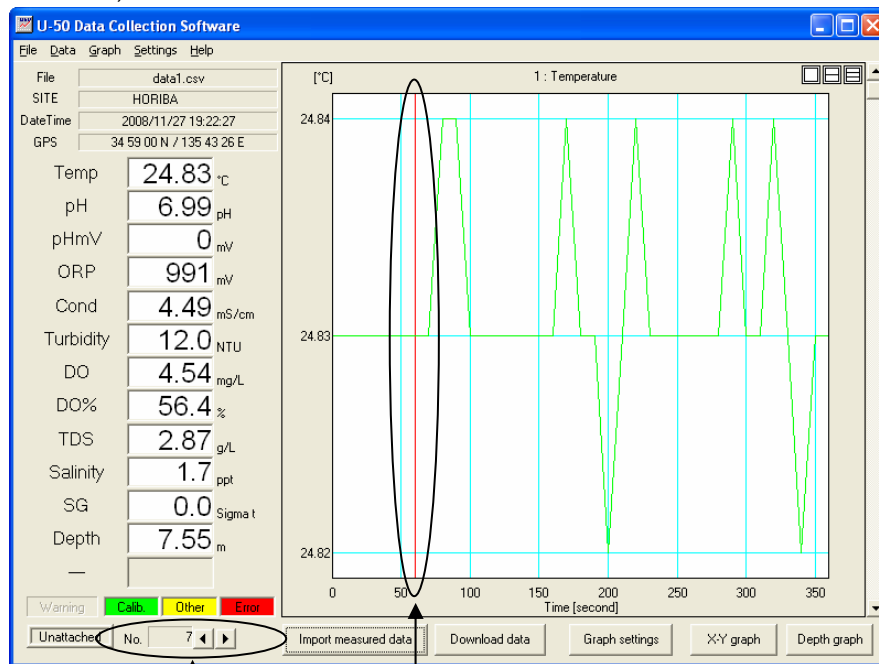 U-50 Data Collection Software
File Data Graph Settings Help
File data1.csv
SITE HORIBA
DateTime 2008/11/27 19:22:27
GPS 34 59 00 N / 135 43 26 E
Temp 24.83 °C
pH 6.99 pH
pHmV 0 mV
ORP 991 mV
Cond 4.49 mS/cm
Turbidity 12.0 NTU
DO 4.54 mg/L
DO% 56.4 %
TDS 2.87 g/L
Salinity 1.7 ppt
SG 0.0 Sigma t
Depth 7.55 m
—
Warning Calib. Other Error
Unattached No. 7
[°C] 1 : Temperature
24.84
24.83
24.82
0 50 100 150 200 250 300 350
Time [second]
Import measured data Download data Graph settings X-Y graph Depth graph